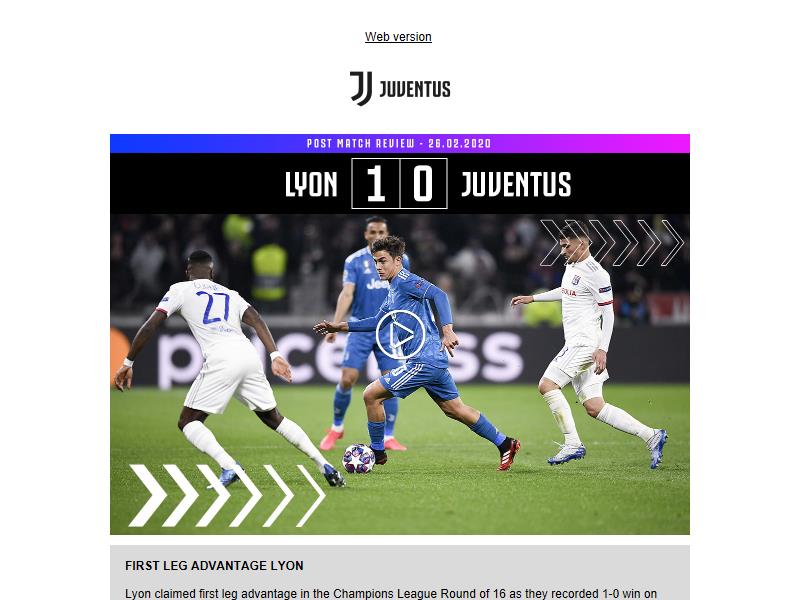 Web version
JUVENTUS
POST MATCH REVIEW - 26.02.2020
LYON 1 0 JUVENTUS
27
FIRST LEG ADVANTAGE LYON
Lyon claimed first leg advantage in the Champions League Round of 16 as they recorded 1-0 win on